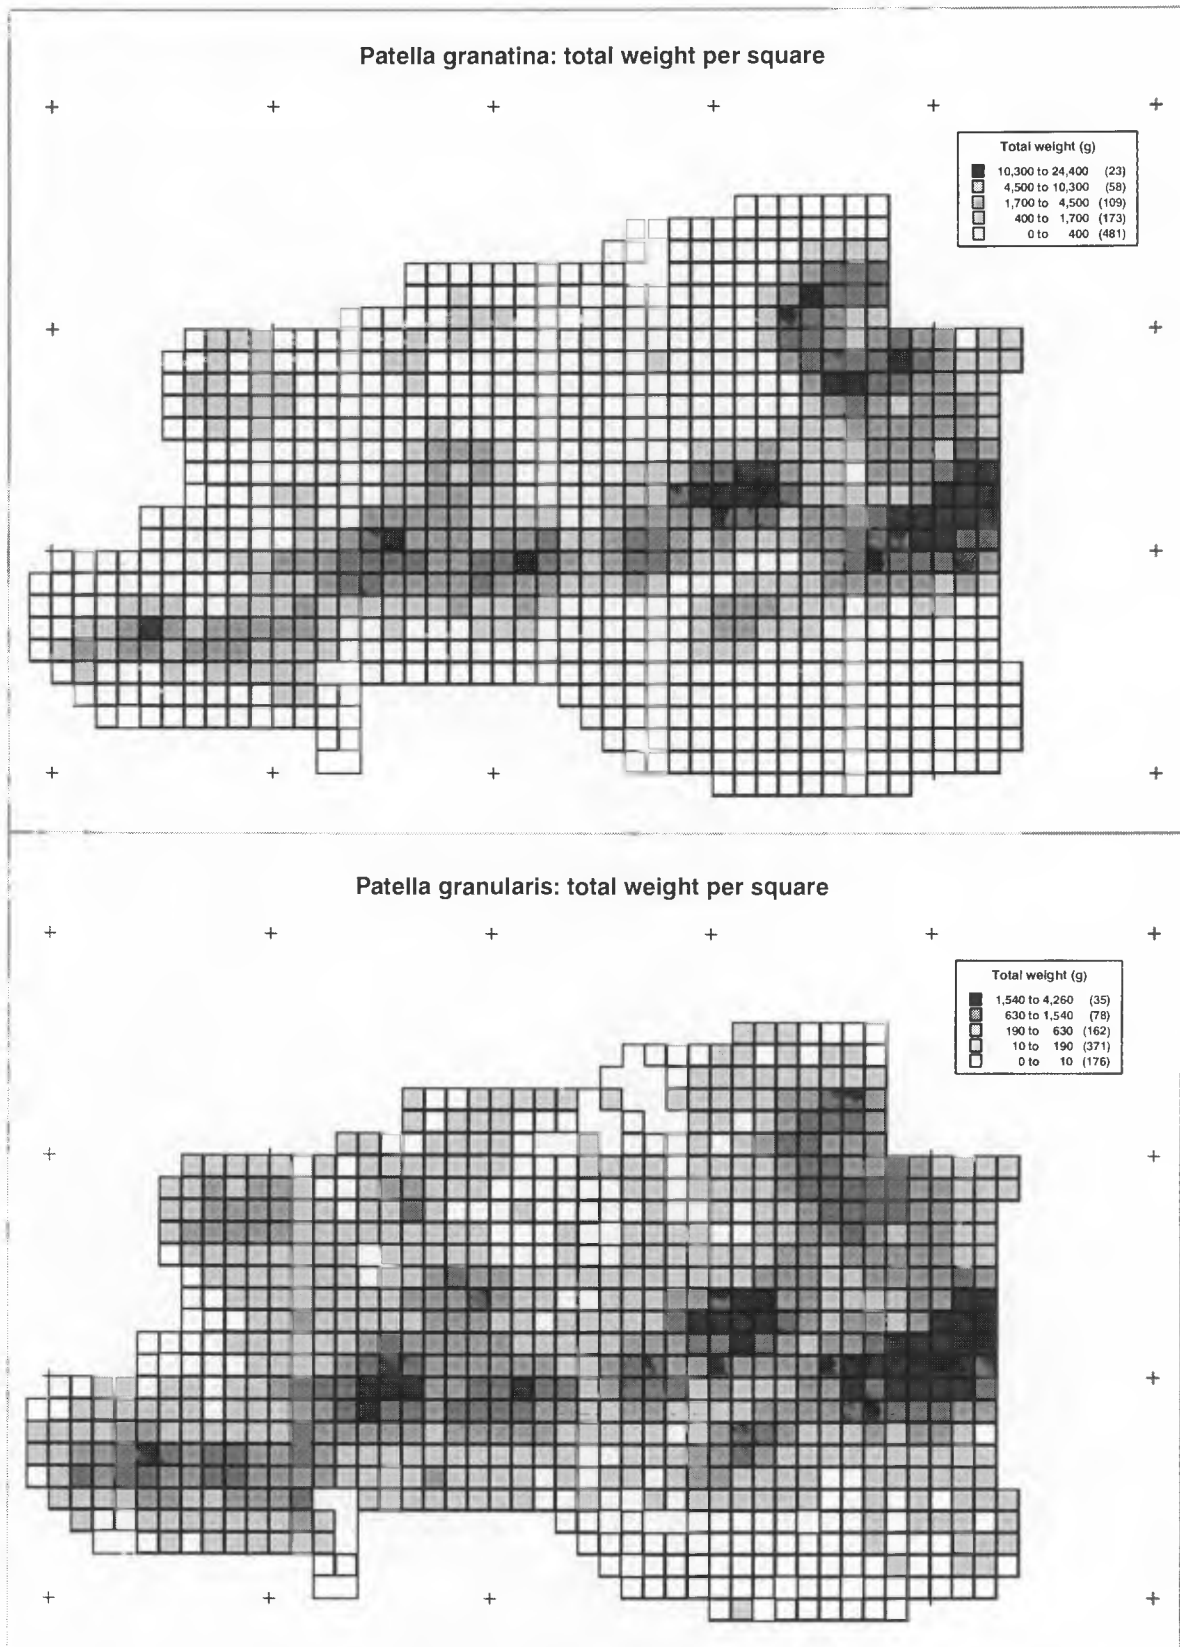 Patella granatina: total weight per square
Total weight (g)
10,300 to 24,400 (23)
4,500 to 10,300 (58)
1,700 to 4,500 (109)
400 to 1,700 (173)
0 to 400 (481)
Patella granularis: total weight per square
Total weight (g)
1,540 to 4,260 (35)
630 to 1,540 (78)
190 to 630 (162)
10 to 190 (371)
0 to 10 (176)